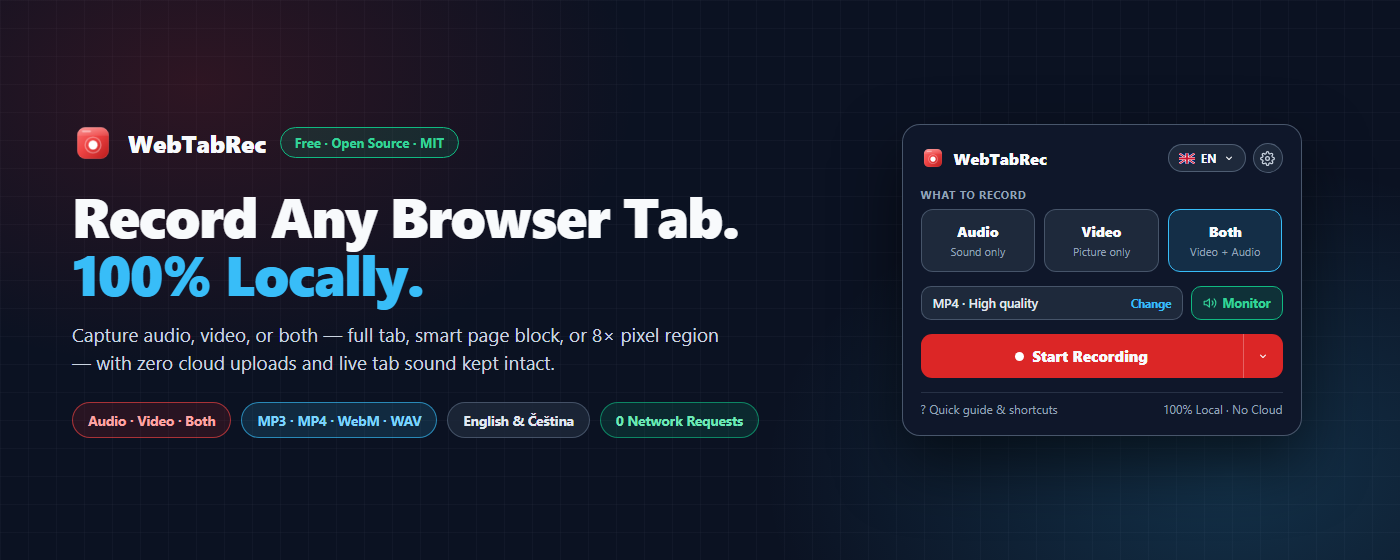 WebTabRec
Free · Open Source · MIT
Record Any Browser Tab.
100% Locally.
Capture audio, video, or both — full tab, smart page block, or 8× pixel region
— with zero cloud uploads and live tab sound kept intact.
Audio · Video · Both
MP3 · MP4 · WebM · WAV
English & Čeština
0 Network Requests
WebTabRec
EN
WHAT TO RECORD
Audio
Sound only
Video
Picture only
Both
Video + Audio
MP4 · High quality
Change
Monitor
Start Recording
? Quick guide & shortcuts
100% Local · No Cloud